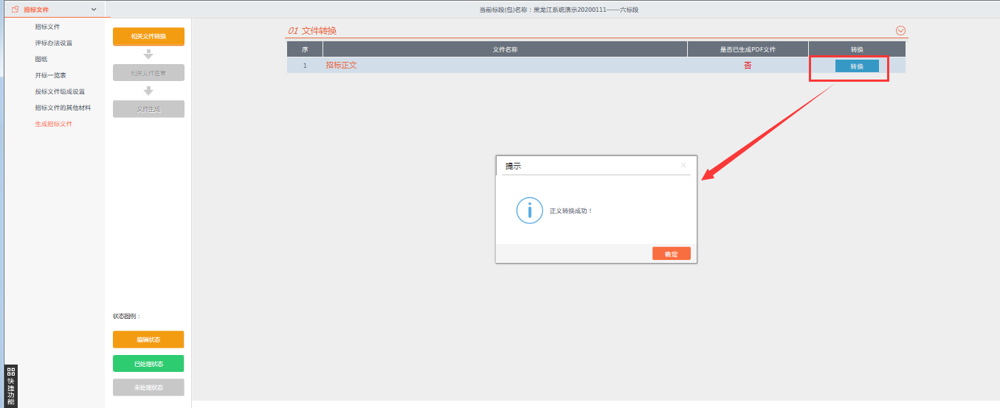 招标文件
当前标段(包)名称：黑龙江系统演示20200111——六标段
招标文件
评标办法设置
图纸
开标一览表
投标文件组成设置
招标文件的其他材料
生成招标文件
相关文件转换
相关文件签章
文件生成
01 文件转换
序 文件名称 是否已生成PDF文件 转换
1 招标正文 否 转换
提示
正文转换成功！
确定
状态图例：
编辑状态
已处理状态
未处理状态
快捷功能